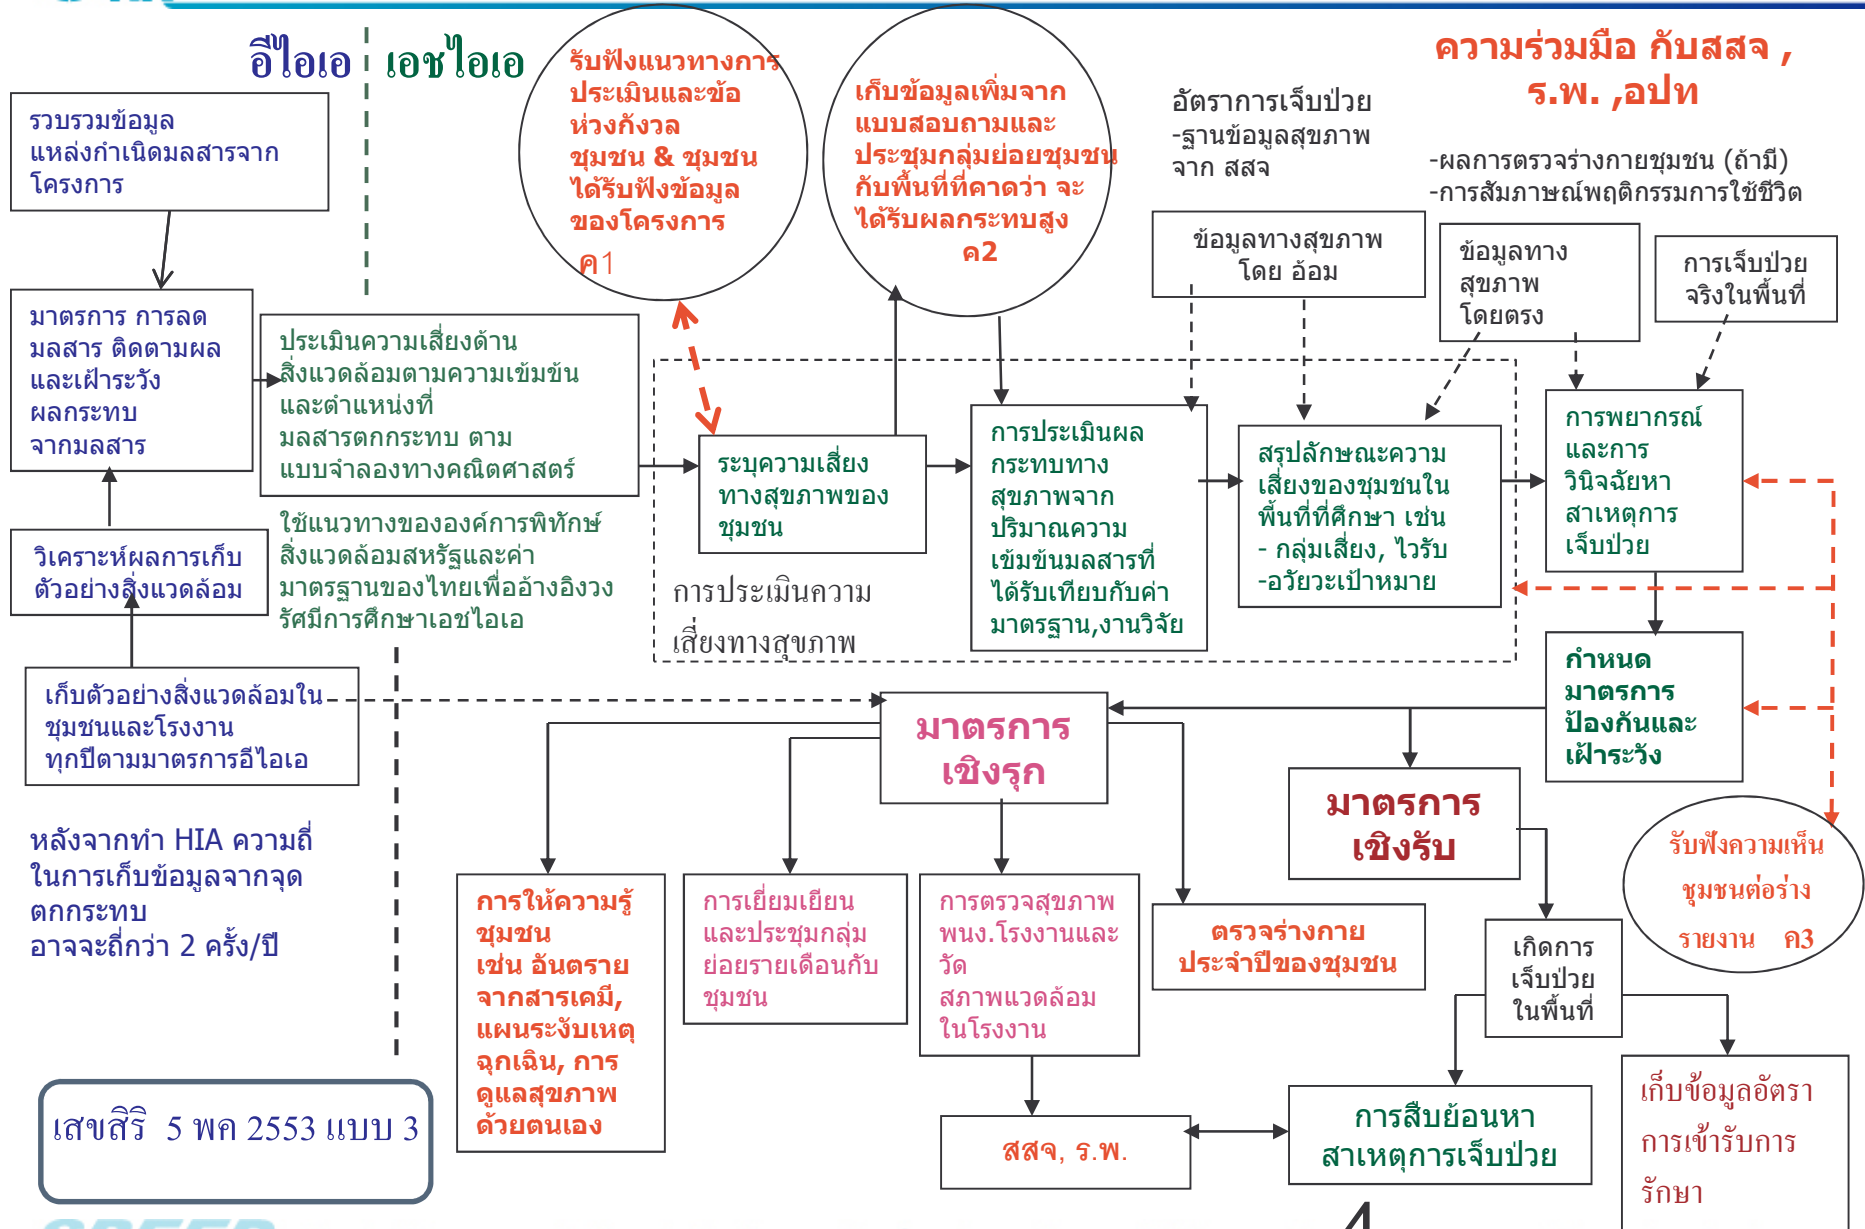 อีไอเอ
เอชไอเอ
ความร่วมมือ กับสสจ ,
ร.พ. ,อปท
รวบรวมข้อมูล
แหล่งกำเนิดมลสารจาก
โครงการ
รับฟังแนวทางการ
ประเมินและข้อ
ห่วงกังวล
ชุมชน & ชุมชน
ได้รับฟังข้อมูล
ของโครงการ
ค1
เก็บข้อมูลเพิ่มจาก
แบบสอบถามและ
ประชุมกลุ่มย่อยชุมชน
กับพื้นที่ที่คาดว่า จะ
ได้รับผลกระทบสูง
ค2
อัตราการเจ็บป่วย
-ฐานข้อมูลสุขภาพ
จาก สสจ
-ผลการตรวจร่างกายชุมชน (ถ้ามี)
-การสัมภาษณ์พฤติกรรมการใช้ชีวิต
ข้อมูลทางสุขภาพ
โดย อ้อม
ข้อมูลทาง
สุขภาพ
โดยตรง
การเจ็บป่วย
จริงในพื้นที่
มาตรการ การลด
มลสาร ติดตามผล
และเฝ้าระวัง
ผลกระทบ
จากมลสาร
ประเมินความเสี่ยงด้าน
สิ่งแวดล้อมตามความเข้มข้น
และตำแหน่งที่
มลสารตกกระทบ ตาม
แบบจำลองทางคณิตศาสตร์
ใช้แนวทางขององค์การพิทักษ์
สิ่งแวดล้อมสหรัฐและค่า
มาตรฐานของไทยเพื่ออ้างอิงวง
รัศมีการศึกษาเอชไอเอ
ระบุความเสี่ยง
ทางสุขภาพของ
ชุมชน
การประเมินความ
เสี่ยงทางสุขภาพ
การประเมินผล
กระทบทาง
สุขภาพจาก
ปริมาณความ
เข้มข้นมลสารที่
ได้รับเทียบกับค่า
มาตรฐาน,งานวิจัย
สรุปลักษณะความ
เสี่ยงของชุมชนใน
พื้นที่ที่ศึกษา เช่น
- กลุ่มเสี่ยง, ไวรับ
-อวัยวะเป้าหมาย
การพยากรณ์
และการ
วินิจฉัยหา
สาเหตุการ
เจ็บป่วย
วิเคราะห์ผลการเก็บ
ตัวอย่างสิ่งแวดล้อม
เก็บตัวอย่างสิ่งแวดล้อมใน
ชุมชนและโรงงาน
ทุกปีตามมาตรการอีไอเอ
กำหนด
มาตรการ
ป้องกันและ
เฝ้าระวัง
มาตรการ
เชิงรุก
มาตรการ
เชิงรับ
หลังจากทำ HIA ความถี่
ในการเก็บข้อมูลจากจุด
ตกกระทบ
อาจจะถี่กว่า 2 ครั้ง/ปี
รับฟังความเห็น
ชุมชนต่อร่าง
รายงาน ค3
การให้ความรู้
ชุมชน
เช่น อันตราย
จากสารเคมี,
แผนระงับเหตุ
ฉุกเฉิน, การ
ดูแลสุขภาพ
ด้วยตนเอง
การเยี่ยมเยียน
และประชุมกลุ่ม
ย่อยรายเดือนกับ
ชุมชน
การตรวจสุขภาพ
พนง.โรงงานและ
วัด
สภาพแวดล้อม
ในโรงงาน
ตรวจร่างกาย
ประจำปีของชุมชน
เกิดการ
เจ็บป่วย
ในพื้นที่
เสขสิริ 5 พค 2553 แบบ 3
สสจ, ร.พ.
การสืบย้อนหา
สาเหตุการเจ็บป่วย
เก็บข้อมูลอัตรา
การเข้ารับการ
รักษา